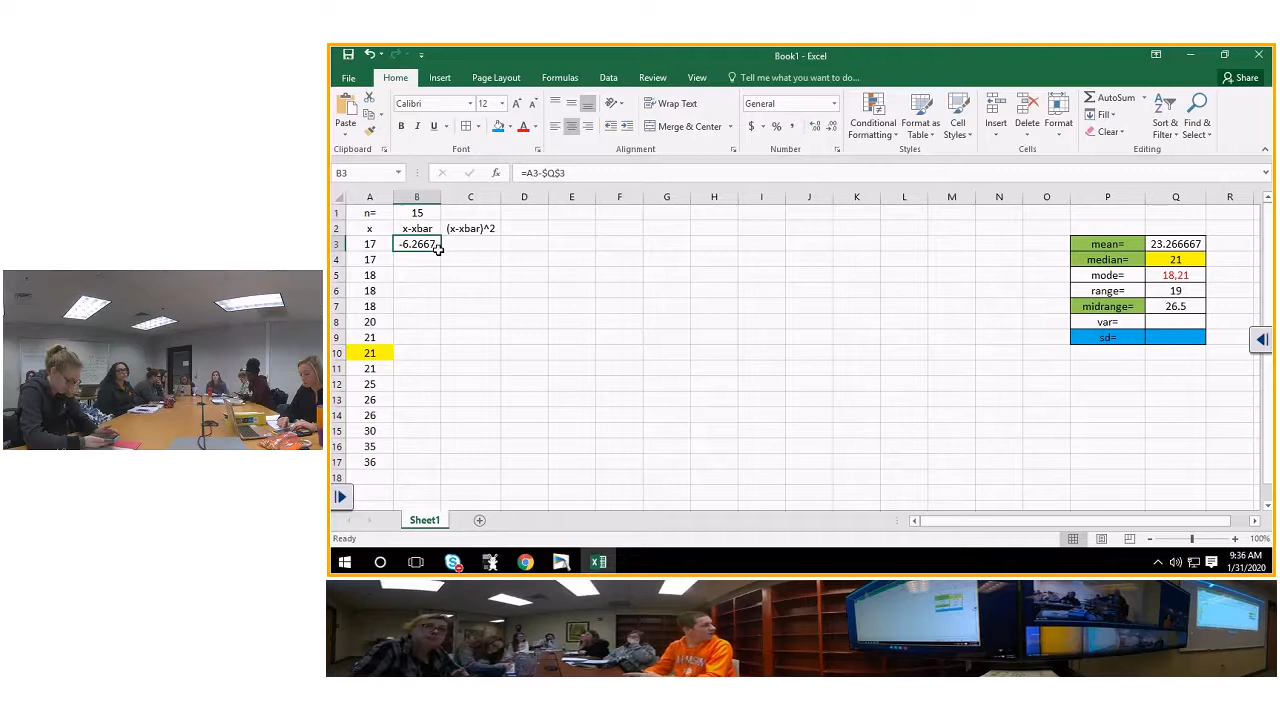 Book1 - Excel
File Home Insert Page Layout Formulas Data Review View Tell me what you want to do... Share
Paste
Clipboard
Calibri 12
B I U
Font
Wrap Text
Merge & Center
Alignment
General
$ % ,
Number
Conditional Formatting
Format as Table
Cell Styles
Styles
Insert Delete Format
Cells
AutoSum
Fill
Clear
Sort & Filter
Find & Select
Editing
B3 fx =A3-$Q$3
A B C D E F G H I J K L M N O P Q R
1 n= 15
2 x x-xbar (x-xbar)^2
3 17 -6.2667 mean= 23.266667
4 17 median= 21
5 18 mode= 18,21
6 18 range= 19
7 18 midrange= 26.5
8 20 var=
9 21 sd=
10 21
11 21
12 25
13 26
14 26
15 30
16 35
17 36
18
Sheet1
Ready
100%
9:36 AM
1/31/2020